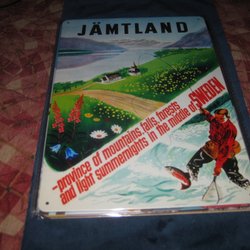 JÄMTLAND
-province of mountains, falls, forests
and light summernights in the middle of SWEDEN